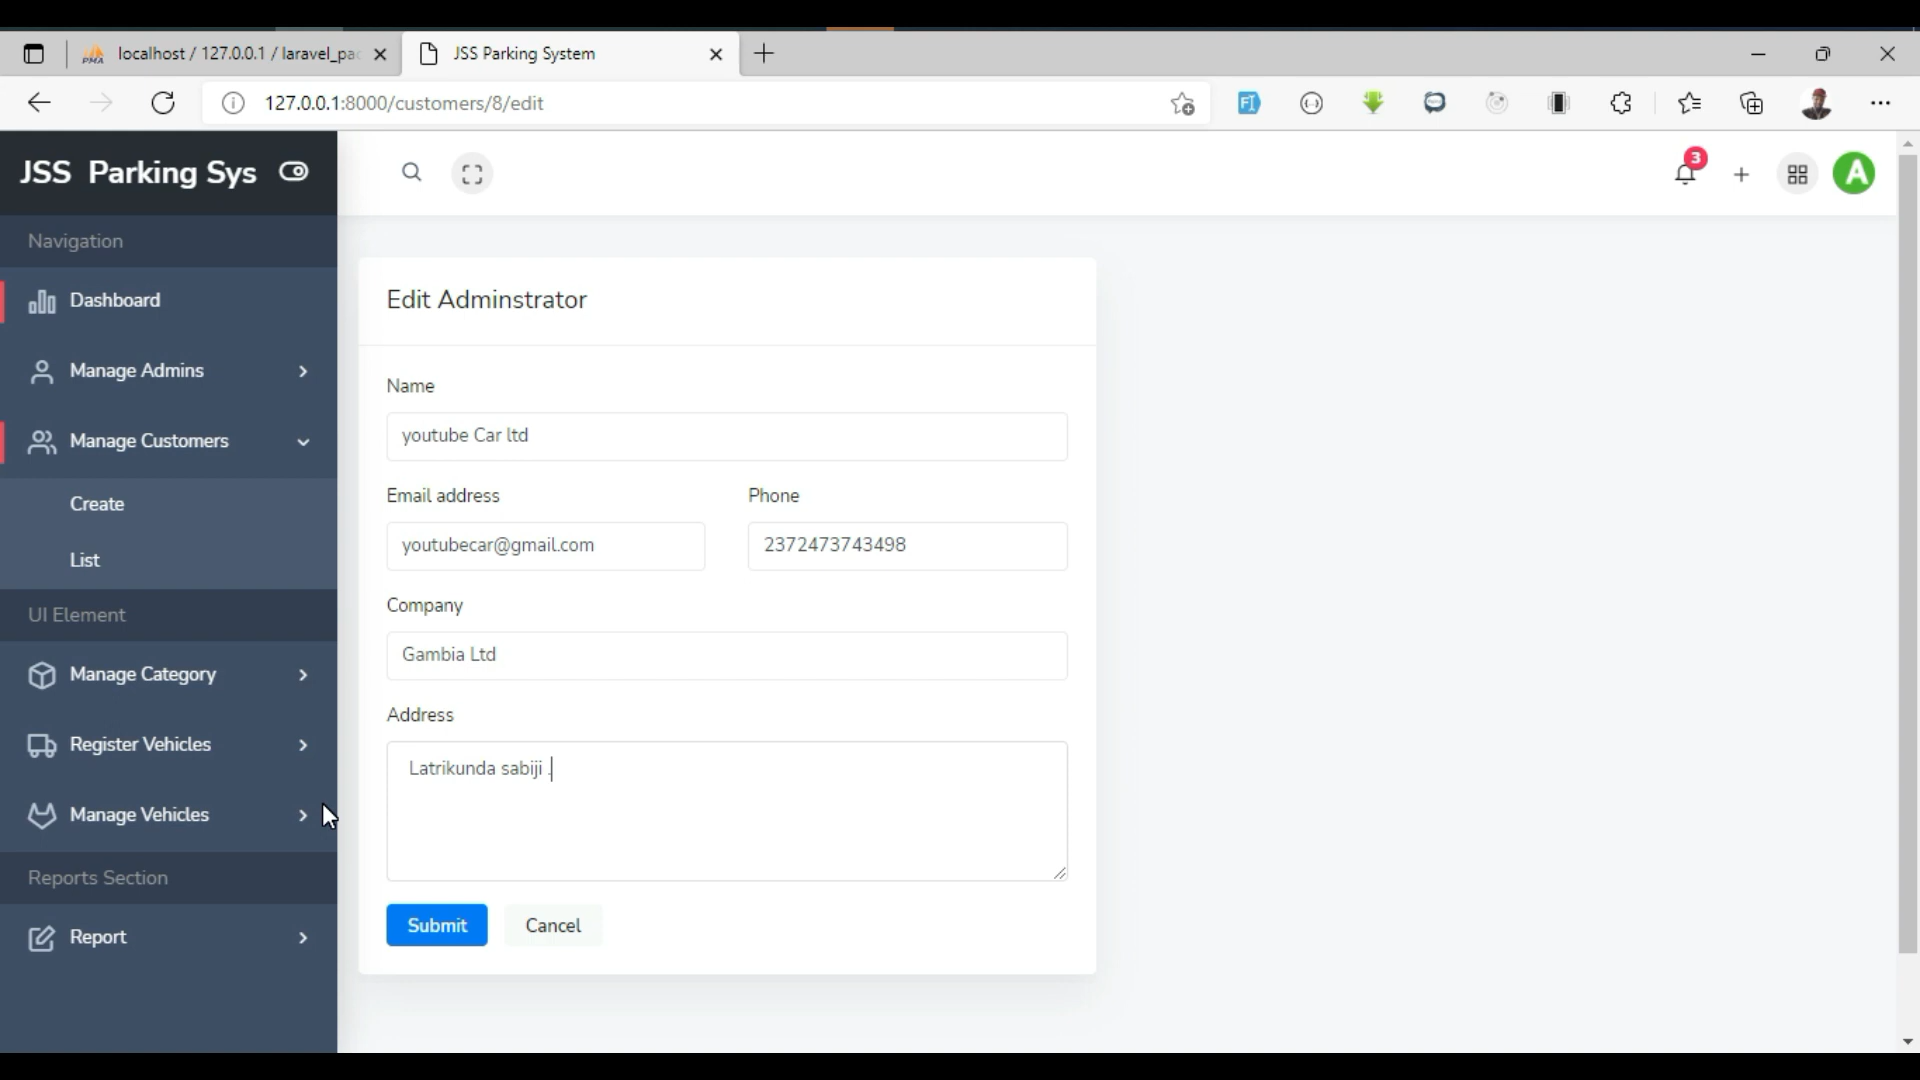 localhost / 127.0.0.1 / laravel_pac
JSS Parking System
127.0.0.1:8000/customers/8/edit
JSS Parking Sys
3
A
Navigation
Dashboard
Manage Admins
Manage Customers
Create
List
UI Element
Manage Category
Register Vehicles
Manage Vehicles
Reports Section
Report
Edit Adminstrator
Name
youtube Car ltd
Email address
Phone
youtubecar@gmail.com
2372473743498
Company
Gambia Ltd
Address
Latrikunda sabiji .
Submit
Cancel